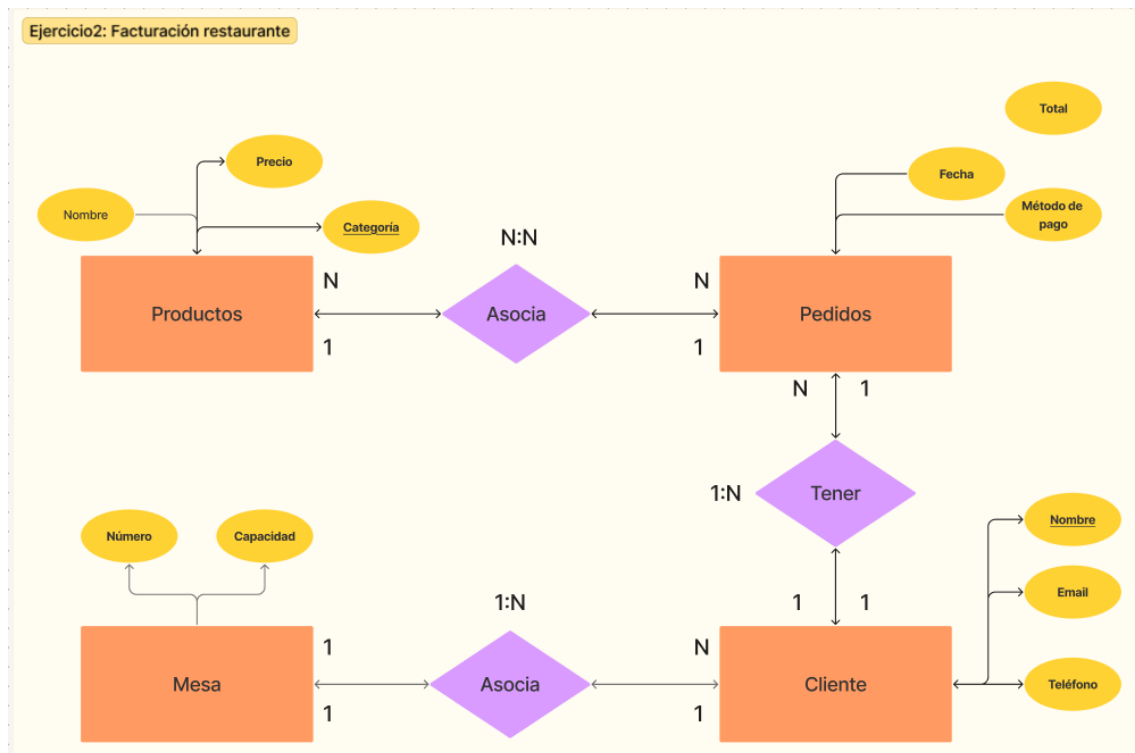 Ejercicio2: Facturación restaurante
Total
Precio
Fecha
Nombre
Categoría
Método de
pago
N:N
N
N
Productos
Asocia
Pedidos
1
1
N
1
1:N
Tener
Número
Capacidad
Nombre
Email
1:N
1
1
1
N
Mesa
Asocia
Cliente
Teléfono
1
1